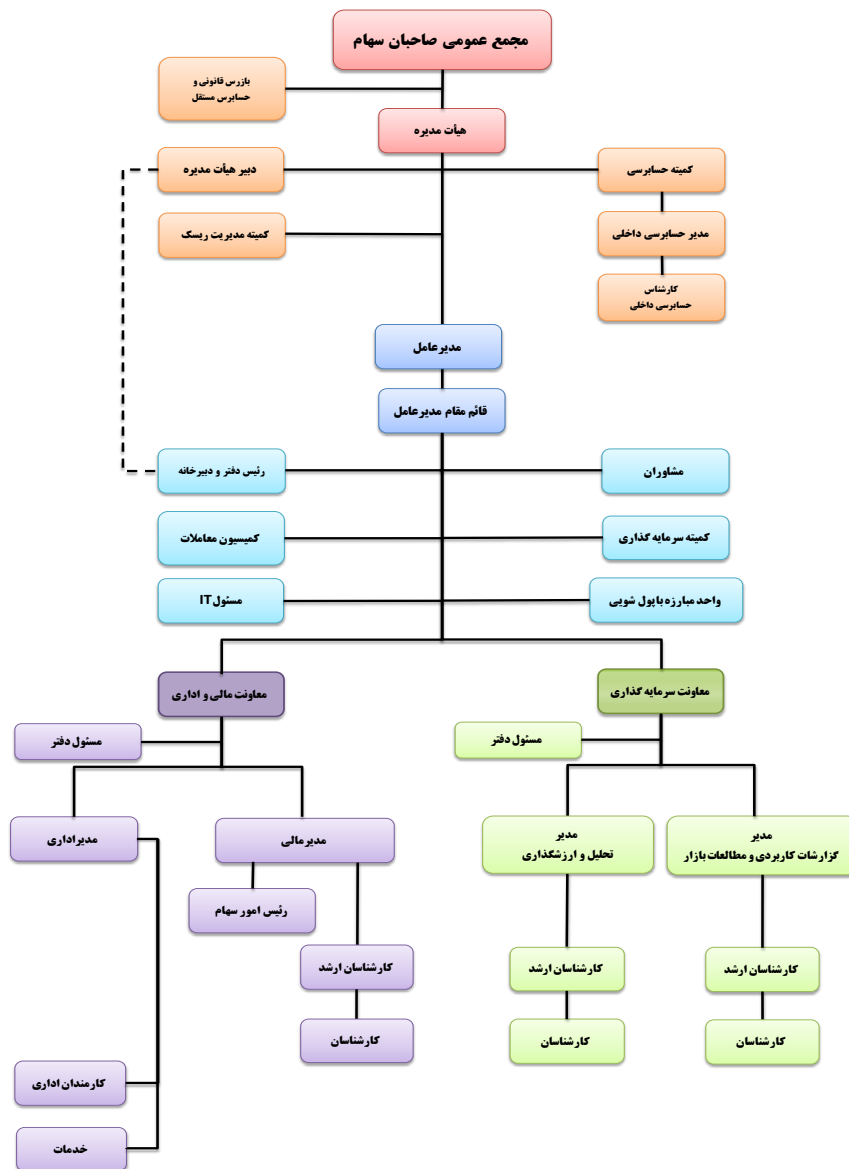 مجمع عمومی صاحبان سهام
بازرس قانونی و
حسابرس مستقل
هیأت مدیره
کمیته حسابرسی
دبیر هیأت مدیره
مدیر حسابرسی داخلی
کمیته مدیریت ریسک
کارشناس
حسابرسی داخلی
مدیرعامل
قائم مقام مدیرعامل
مشاوران
رئیس دفتر و دبیرخانه
کمیته سرمایه گذاری
کمیسیون معاملات
واحد مبارزه با پول شویی
مسئول IT
معاونت سرمایه گذاری
معاونت مالی و اداری
مسئول دفتر
مسئول دفتر
مدیر
گزارشات کاربردی و مطالعات بازار
مدیر
تحلیل و ارزشگذاری
مدیرمالی
مدیراداری
رئیس امور سهام
کارشناسان ارشد
کارشناسان ارشد
کارشناسان ارشد
کارشناسان
کارشناسان
کارشناسان
کارمندان اداری
خدمات